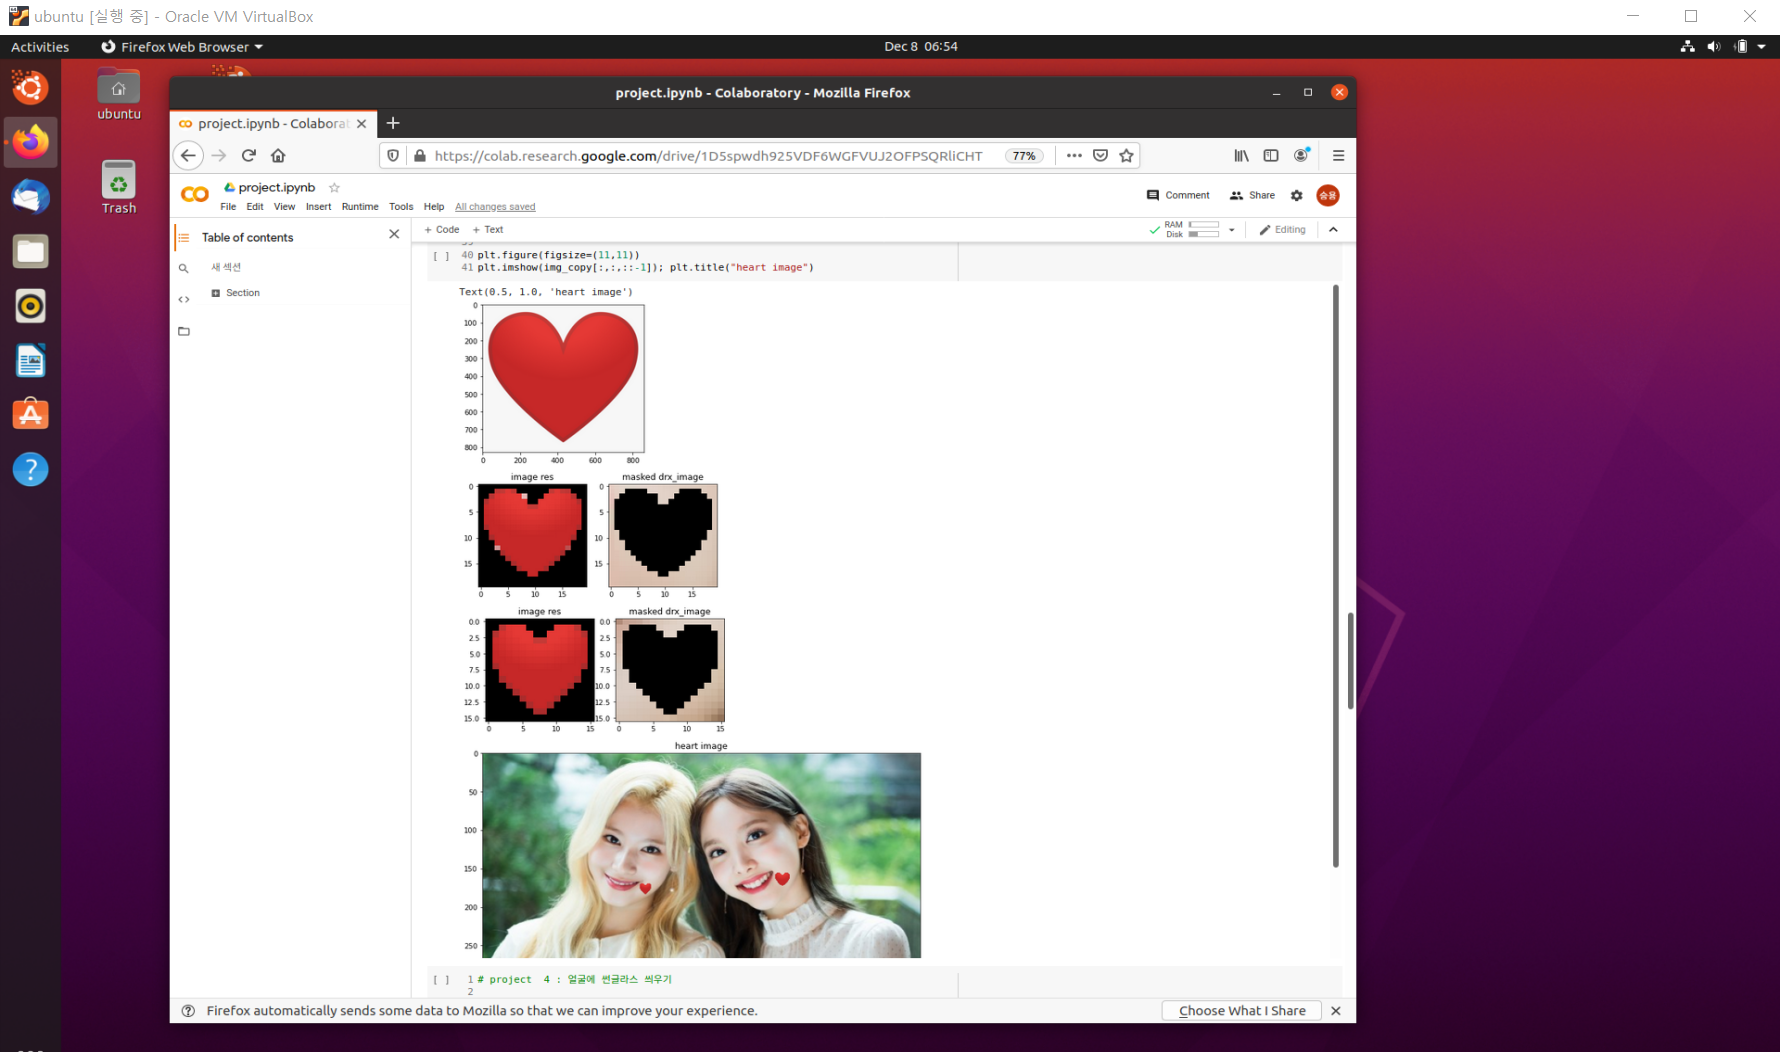 ubuntu [실행 중] - Oracle VM VirtualBox
Activities
Firefox Web Browser
Dec 8 06:54
ubuntu
Trash
project.ipynb - Colaboratory - Mozilla Firefox
project.ipynb - Colaborat
https://colab.research.google.com/drive/1D5spwdh925VDF6WGFVUJ2OFPSQRliCHT
77%
project.ipynb
Comment
Share
승용
File Edit View Insert Runtime Tools Help All changes saved
Table of contents
+ Code + Text
RAM
Disk
Editing
새 섹션
Section
[ ] 40 plt.figure(figsize=(11,11))
41 plt.imshow(img_copy[:,:,::-1]); plt.title("heart image")
Text(0.5, 1.0, 'heart image')
0
100
200
300
400
500
600
700
800
0 200 400 600 800
image res
masked drx_image
0
5
10
15
0 5 10 15
0
5
10
15
0 5 10 15
image res
masked drx_image
0.0
2.5
5.0
7.5
10.0
12.5
15.0
0 5 10 15
0.0
2.5
5.0
7.5
10.0
12.5
15.0
0 5 10 15
heart image
0
50
100
150
200
250
[ ] 1 # project 4 : 얼굴에 썬글라스 씌우기
2
Firefox automatically sends some data to Mozilla so that we can improve your experience.
Choose What I Share